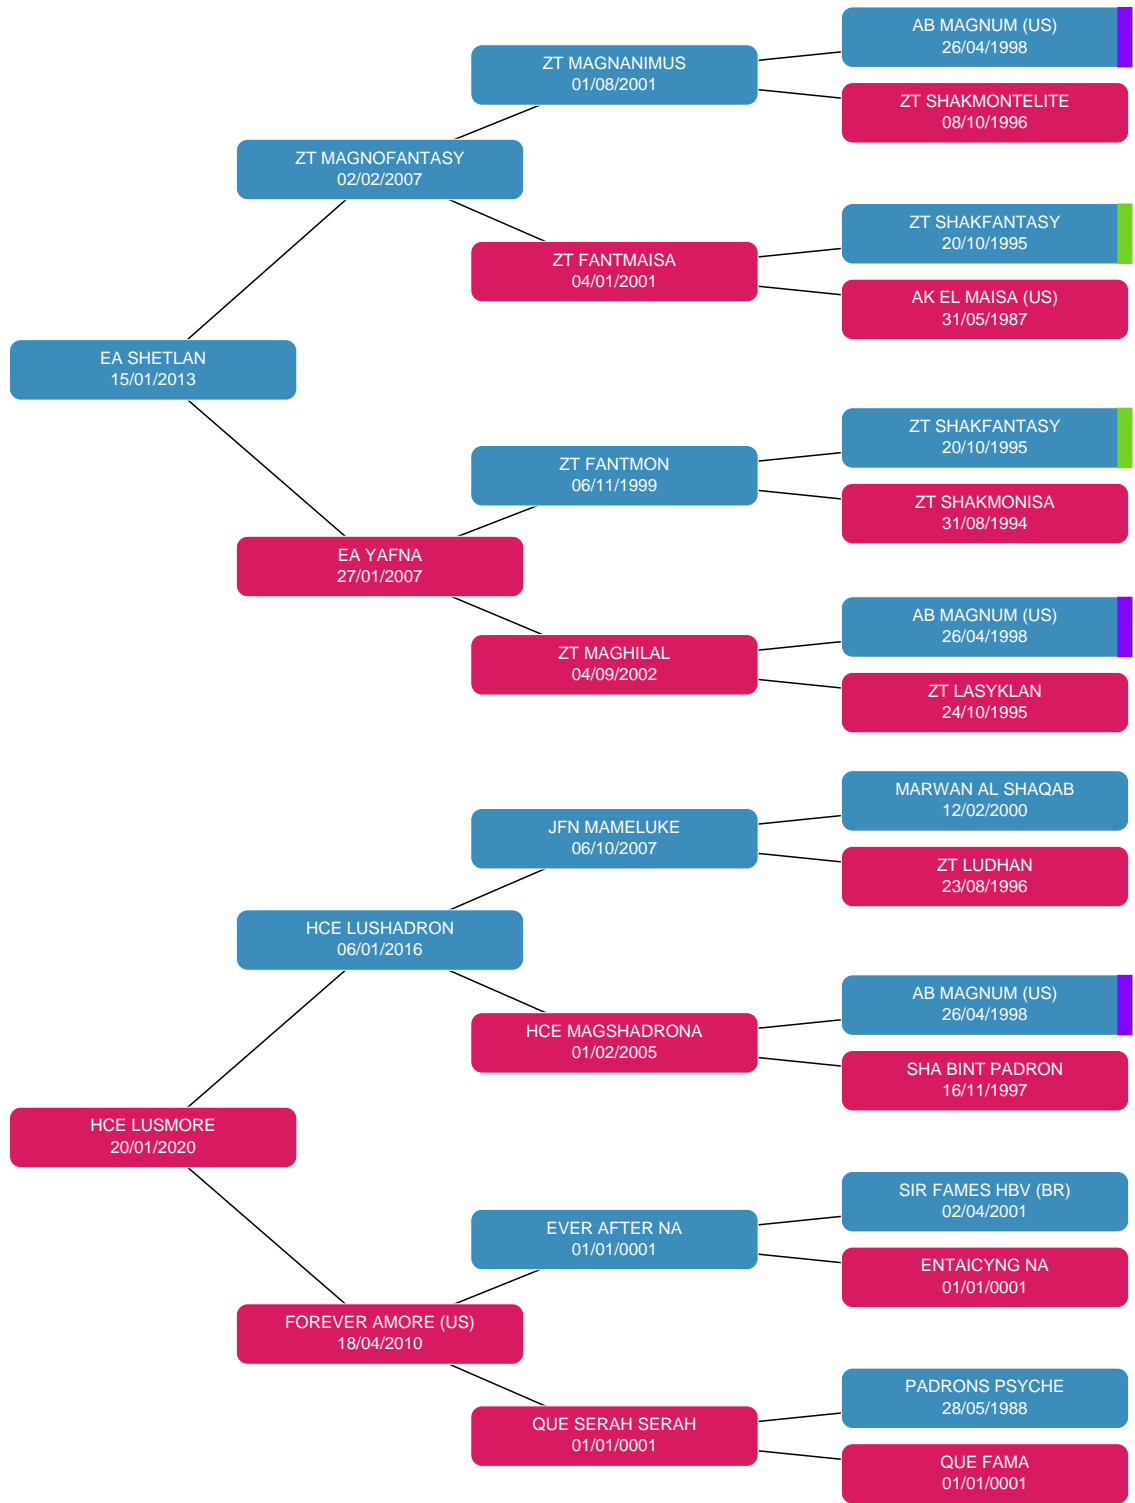 AB MAGNUM (US)
26/04/1998
ZT MAGNANIMUS
01/08/2001
ZT SHAKMONTELITE
08/10/1996
ZT MAGNOFANTASY
02/02/2007
ZT SHAKFANTASY
20/10/1995
ZT FANTMAISA
04/01/2001
AK EL MAISA (US)
31/05/1987
EA SHETLAN
15/01/2013
ZT SHAKFANTASY
20/10/1995
ZT FANTMON
06/11/1999
ZT SHAKMONISA
31/08/1994
EA YAFNA
27/01/2007
AB MAGNUM (US)
26/04/1998
ZT MAGHILAL
04/09/2002
ZT LASYKLAN
24/10/1995
MARWAN AL SHAQAB
12/02/2000
JFN MAMELUKE
06/10/2007
ZT LUDHAN
23/08/1996
HCE LUSHADRON
06/01/2016
AB MAGNUM (US)
26/04/1998
HCE MAGSHADRONA
01/02/2005
SHA BINT PADRON
16/11/1997
HCE LUSMORE
20/01/2020
SIR FAMES HBV (BR)
02/04/2001
EVER AFTER NA
01/01/0001
ENTAICYNG NA
01/01/0001
FOREVER AMORE (US)
18/04/2010
PADRONS PSYCHE
28/05/1988
QUE SERAH SERAH
01/01/0001
QUE FAMA
01/01/0001